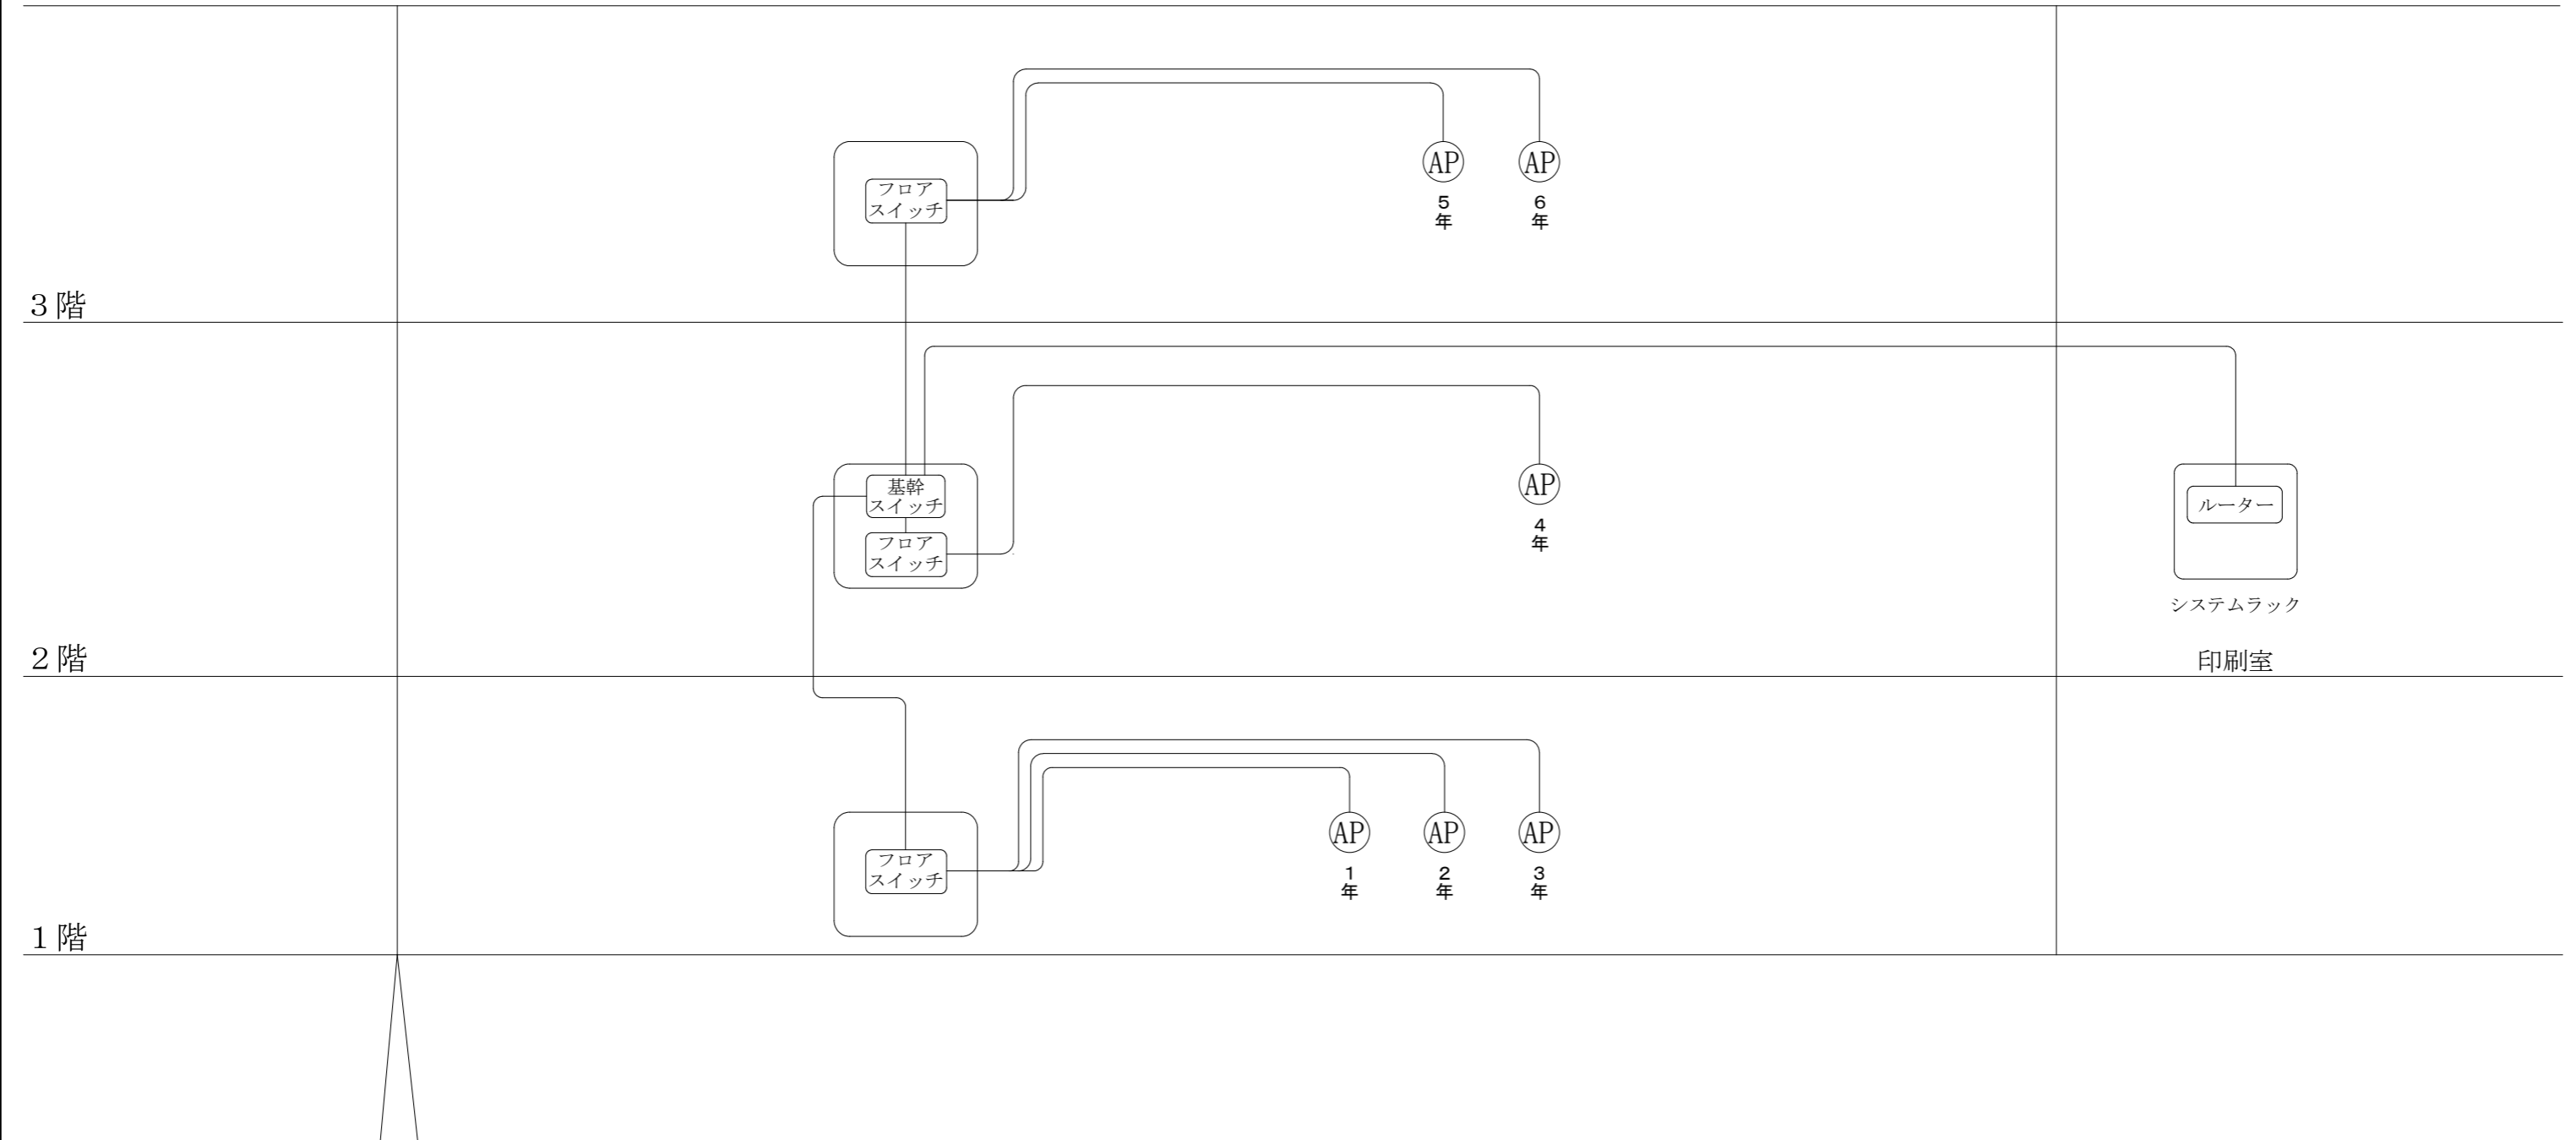 フロア
スイッチ
AP
AP
5
年
6
年
3階
基幹
スイッチ
フロア
スイッチ
AP
4
年
ルーター
システムラック
2階
印刷室
フロア
スイッチ
AP
AP
AP
1
年
2
年
3
年
1階